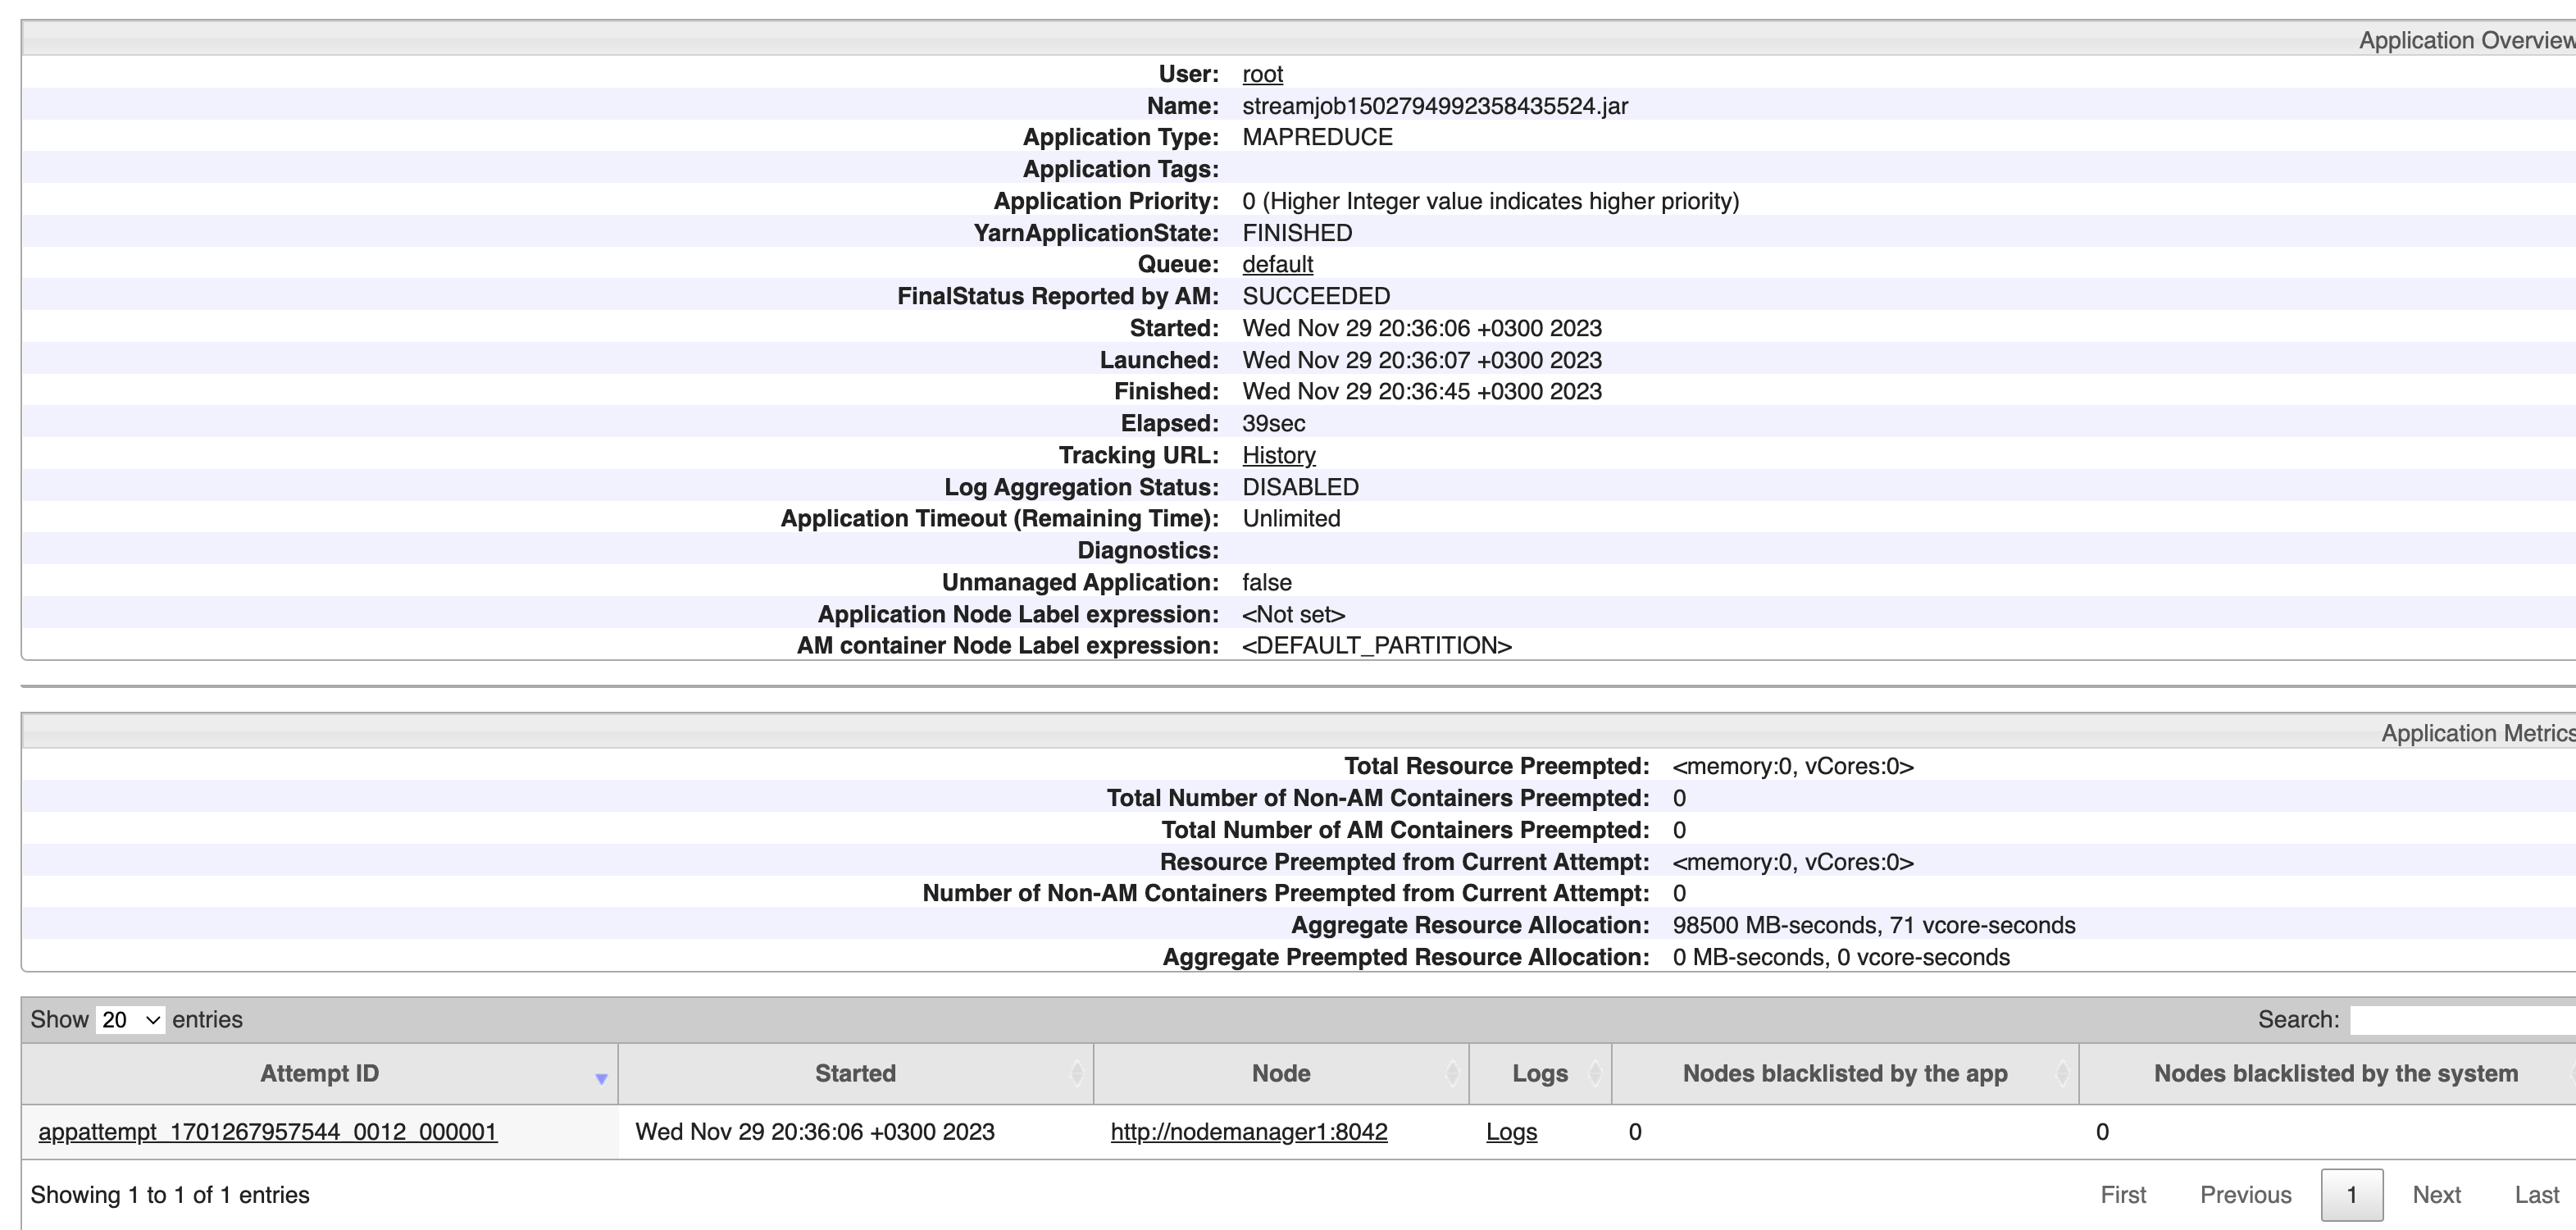 Application Overview
User: root
Name: streamjob1502794992358435524.jar
Application Type: MAPREDUCE
Application Tags:
Application Priority: 0 (Higher Integer value indicates higher priority)
YarnApplicationState: FINISHED
Queue: default
FinalStatus Reported by AM: SUCCEEDED
Started: Wed Nov 29 20:36:06 +0300 2023
Launched: Wed Nov 29 20:36:07 +0300 2023
Finished: Wed Nov 29 20:36:45 +0300 2023
Elapsed: 39sec
Tracking URL: History
Log Aggregation Status: DISABLED
Application Timeout (Remaining Time): Unlimited
Diagnostics:
Unmanaged Application: false
Application Node Label expression: <Not set>
AM container Node Label expression: <DEFAULT_PARTITION>
Application Metrics
Total Resource Preempted: <memory:0, vCores:0>
Total Number of Non-AM Containers Preempted: 0
Total Number of AM Containers Preempted: 0
Resource Preempted from Current Attempt: <memory:0, vCores:0>
Number of Non-AM Containers Preempted from Current Attempt: 0
Aggregate Resource Allocation: 98500 MB-seconds, 71 vcore-seconds
Aggregate Preempted Resource Allocation: 0 MB-seconds, 0 vcore-seconds
Show 20 entries Search:
Attempt ID Started Node Logs Nodes blacklisted by the app Nodes blacklisted by the system
appattempt_1701267957544_0012_000001 Wed Nov 29 20:36:06 +0300 2023 http://nodemanager1:8042 Logs 0 0
Showing 1 to 1 of 1 entries First Previous 1 Next Last